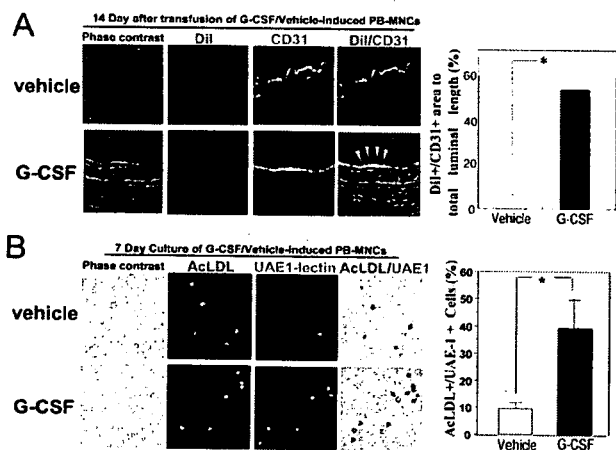 A
14 Day after transfusion of G-CSF/Vehicle-Induced PB-MNCs
Phase contrast DiI CD31 DiI/CD31
vehicle
G-CSF
DiI+/CD31+ area to
total luminal length (%)
60
40
20
0
*
Vehicle G-CSF
B
7 Day Culture of G-CSF/Vehicle-Induced PB-MNCs
Phase contrast AcLDL UAE1-lectin AcLDL/UAE1
vehicle
G-CSF
AcLDL+/UAE-1 + Cells (%)
50
40
30
20
10
0
*
Vehicle G-CSF